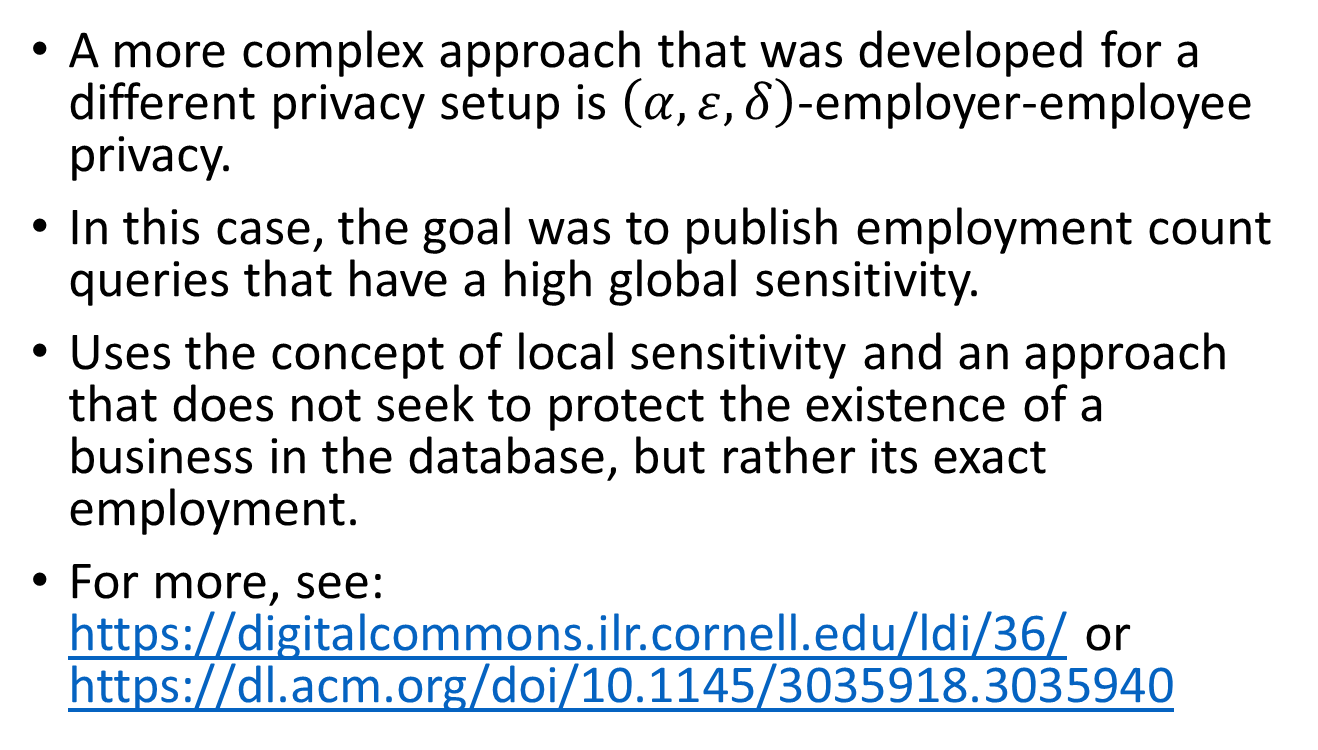 • A more complex approach that was developed for a
different privacy setup is (𝛼, 𝜀, 𝛿)-employer-employee
privacy.
• In this case, the goal was to publish employment count
queries that have a high global sensitivity.
• Uses the concept of local sensitivity and an approach
that does not seek to protect the existence of a
business in the database, but rather its exact
employment.
• For more, see:
https://digitalcommons.ilr.cornell.edu/ldi/36/ or
https://dl.acm.org/doi/10.1145/3035918.3035940